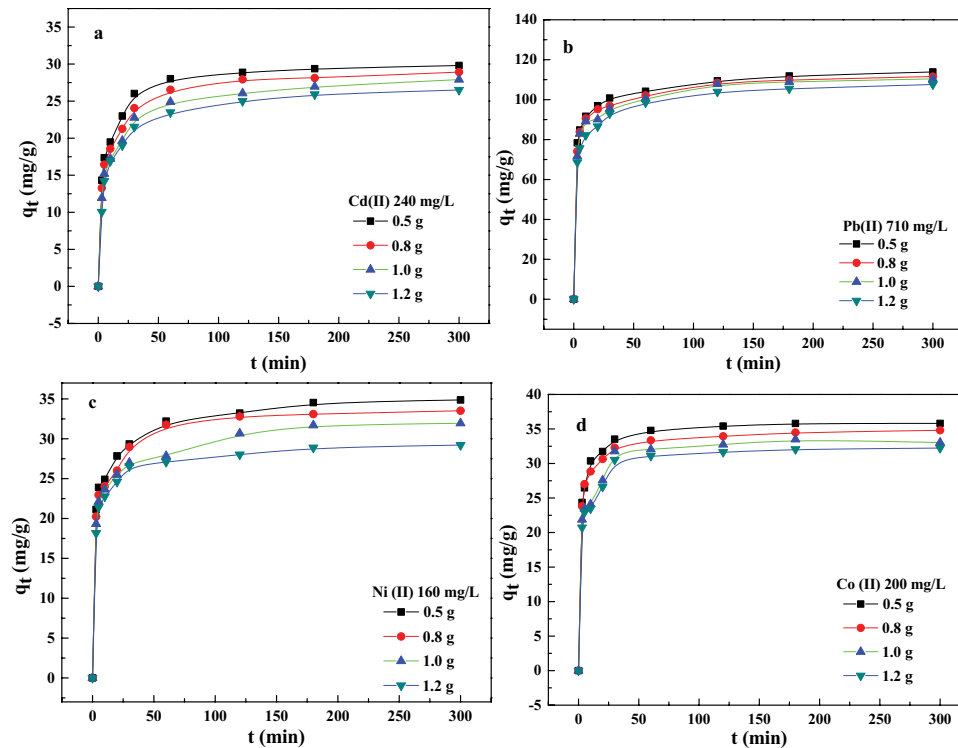 a
35
30
25
20
15
10
5
0
-5
q_t (mg/g)
Cd(II) 240 mg/L
0.5 g
0.8 g
1.0 g
1.2 g
0 50 100 150 200 250 300
t (min)
b
140
120
100
80
60
40
20
0
q_t (mg/g)
Pb(II) 710 mg/L
0.5 g
0.8 g
1.0 g
1.2 g
0 50 100 150 200 250 300
t (min)
c
35
30
25
20
15
10
5
0
q_t (mg/g)
Ni (II) 160 mg/L
0.5 g
0.8 g
1.0 g
1.2 g
0 50 100 150 200 250 300
t (min)
d
40
35
30
25
20
15
10
5
0
-5
q_t (mg/g)
Co (II) 200 mg/L
0.5 g
0.8 g
1.0 g
1.2 g
0 50 100 150 200 250 300
t (min)